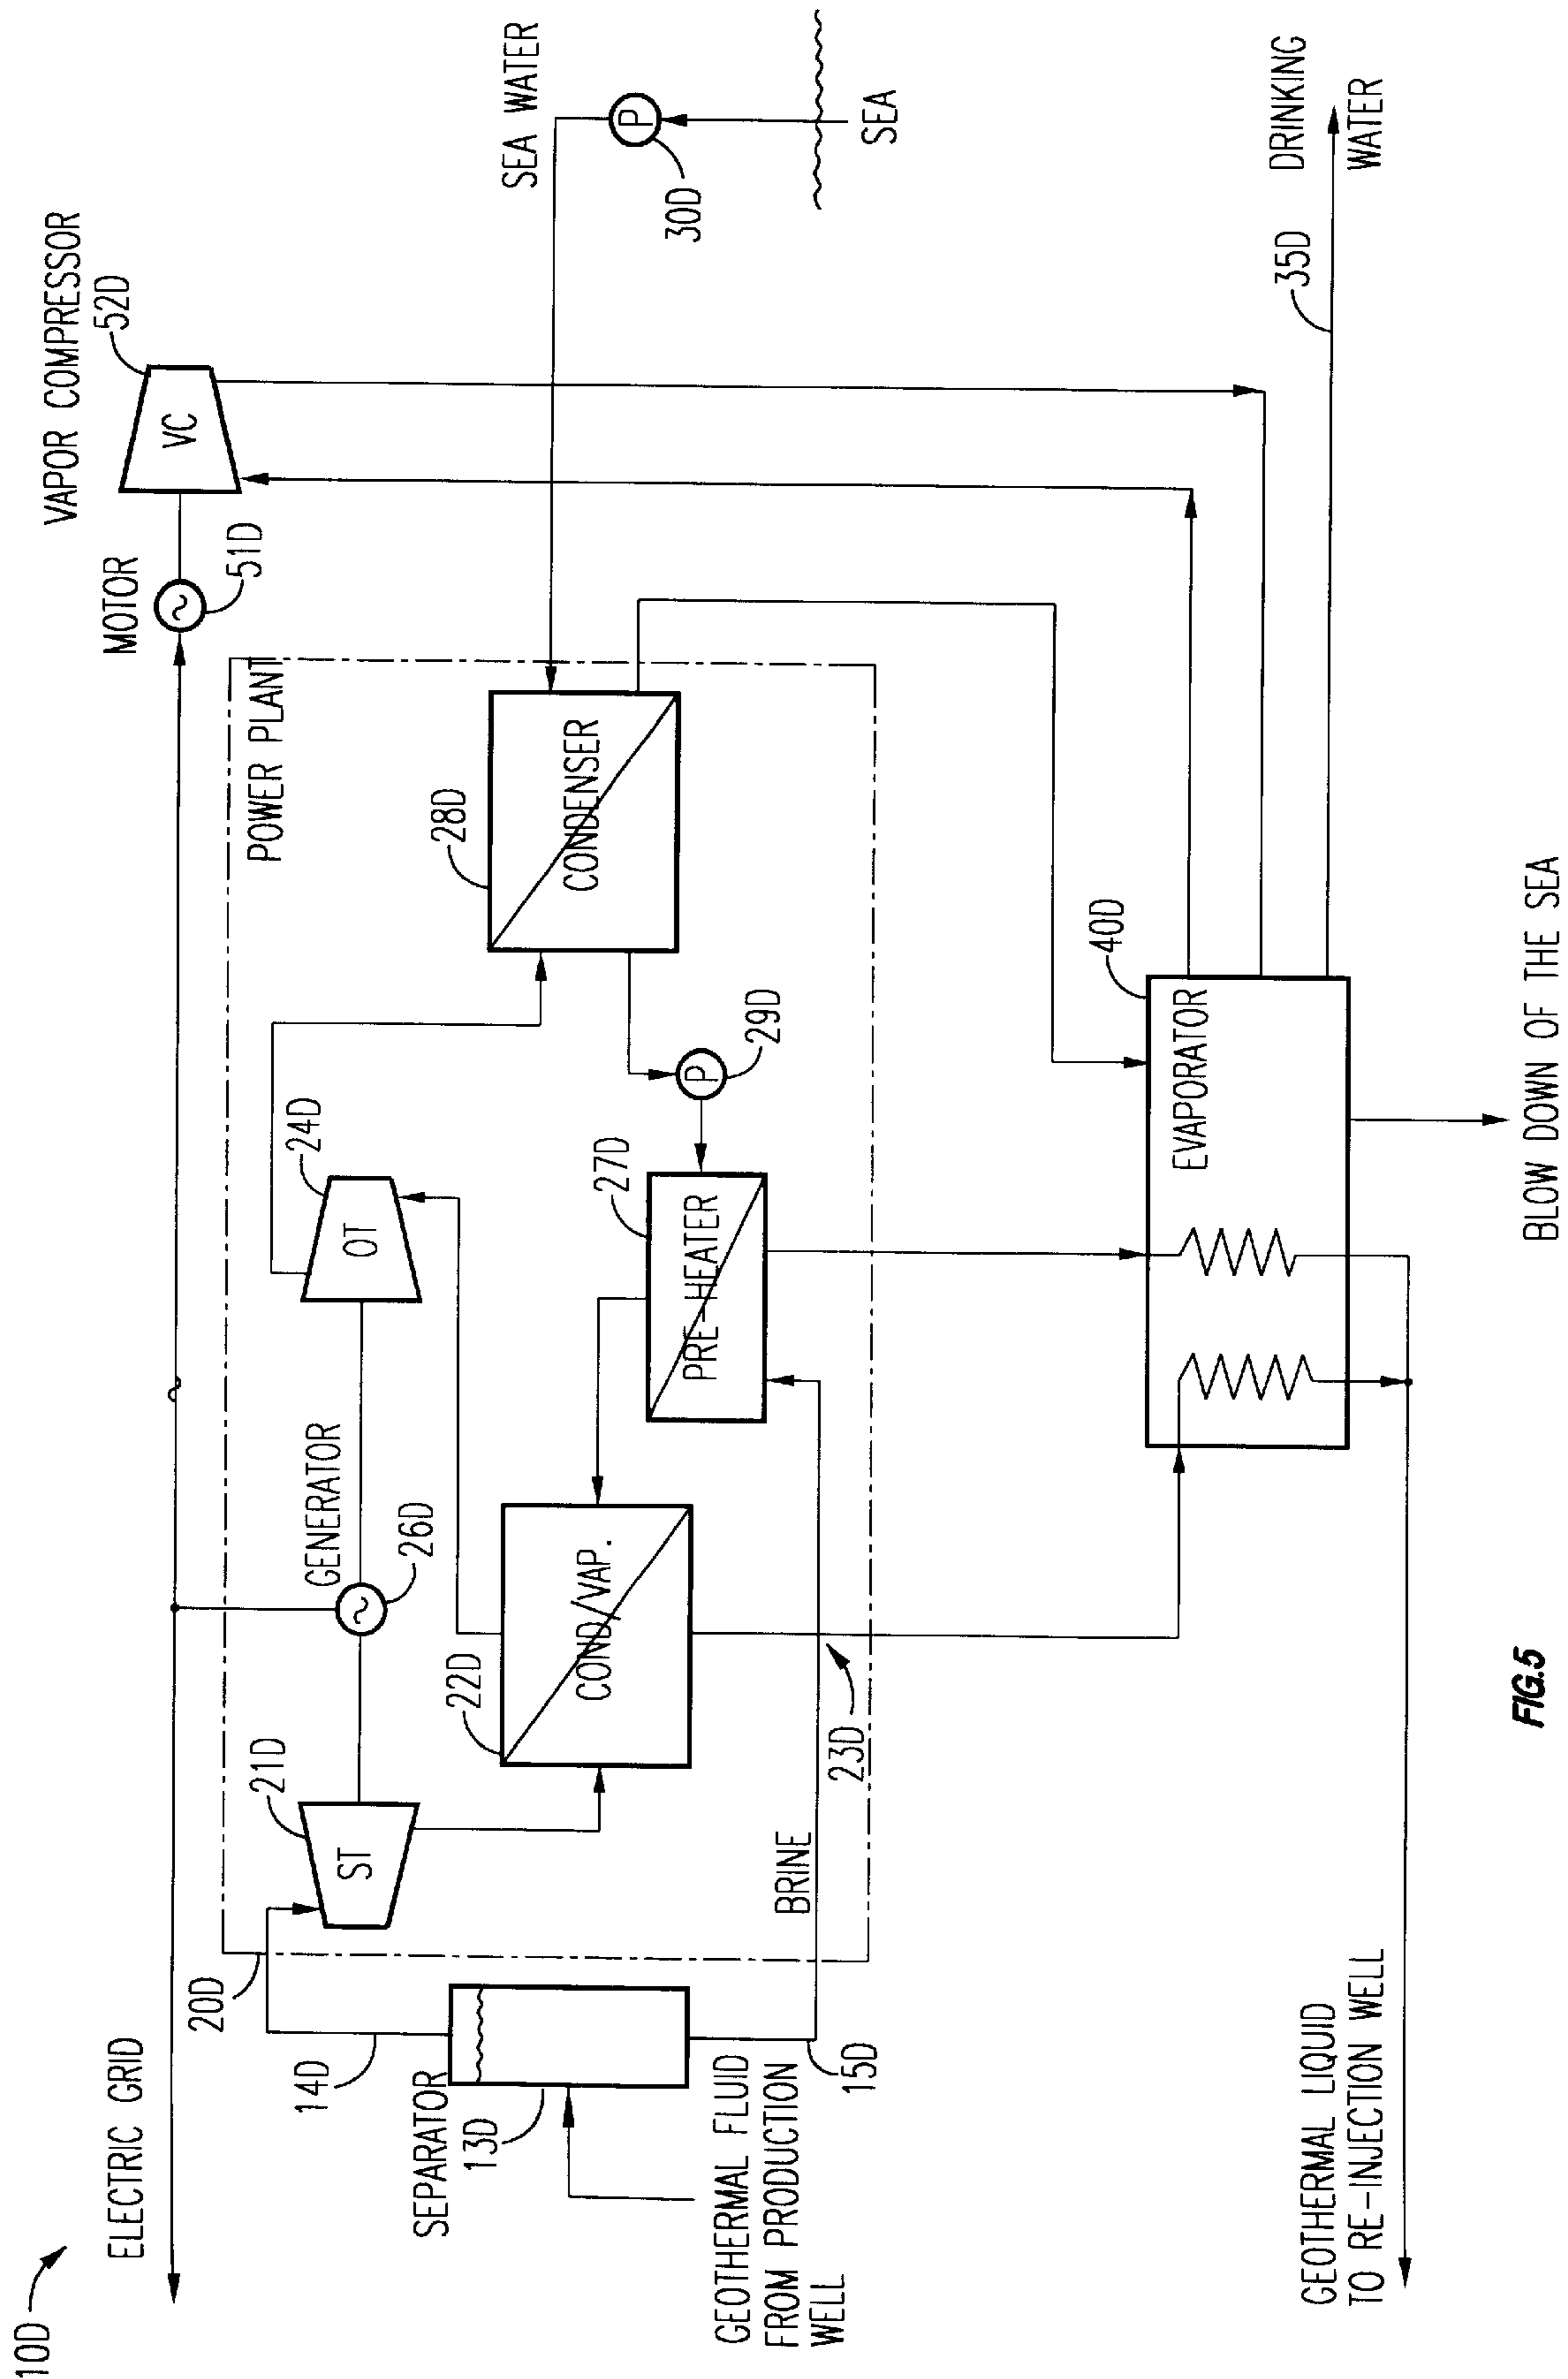 10D
ELECTRIC GRID
20D
14D
SEPARATOR
13D
GEOTHERMAL FLUID
FROM PRODUCTION
WELL
15D
BRINE
21D
ST
GENERATOR
26D
22D
COND/VAP.
23D
24D
OT
27D
PRE-HEATER
P
29D
28D
CONDENSER
POWER PLANT
MOTOR
51D
VAPOR COMPRESSOR
52D
VC
SEA WATER
P
30D
SEA
40D
EVAPORATOR
35D
DRINKING
WATER
BLOW DOWN OF THE SEA
GEOTHERMAL LIQUID
TO RE-INJECTION WELL
FIG.5